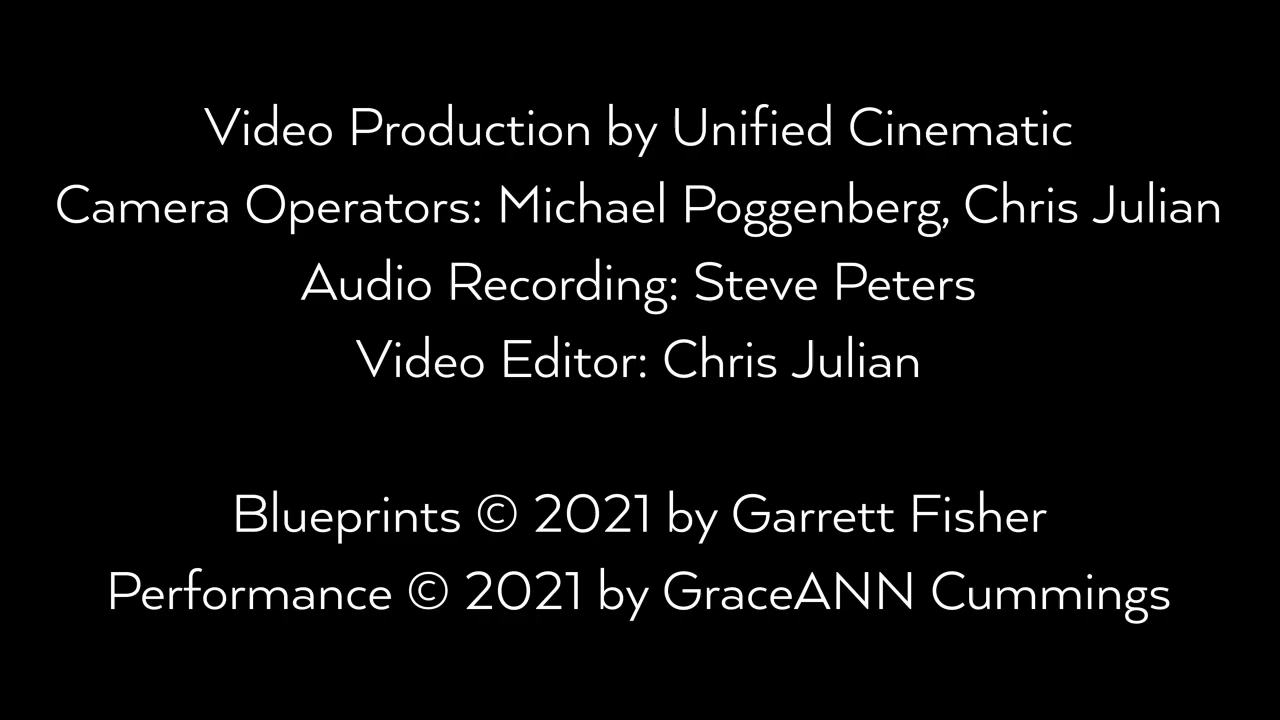 Video Production by Unified Cinematic
Camera Operators: Michael Poggenberg, Chris Julian
Audio Recording: Steve Peters
Video Editor: Chris Julian
Blueprints © 2021 by Garrett Fisher
Performance © 2021 by GraceANN Cummings